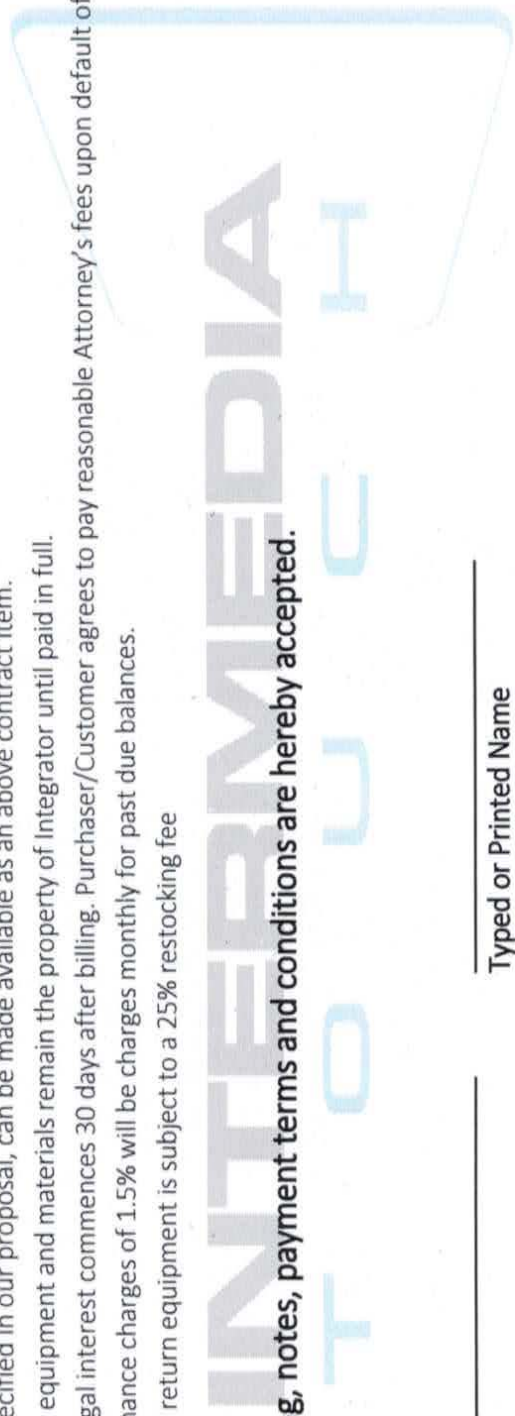 ecified in our proposal, can be made available as an above contract item.
equipment and materials remain the property of Integrator until paid in full.
gal interest commences 30 days after billing. Purchaser/Customer agrees to pay reasonable Attorney's fees upon default of
nance charges of 1.5% will be charges monthly for past due balances.
return equipment is subject to a 25% restocking fee
INTERMEDIA
g, notes, payment terms and conditions are hereby accepted.
TOUCH
Typed or Printed Name